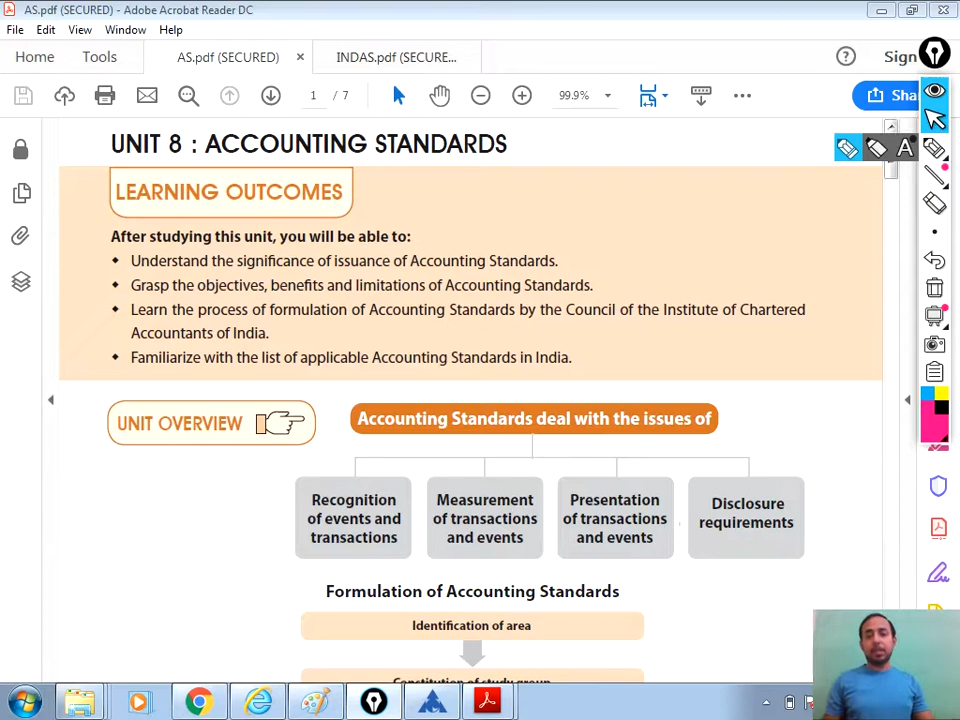 AS.pdf (SECURED) - Adobe Acrobat Reader DC
File Edit View Window Help
Home Tools AS.pdf (SECURED) × INDAS.pdf (SECURE... Sign
1 / 7 99.9% Sha
UNIT 8 : ACCOUNTING STANDARDS
LEARNING OUTCOMES
After studying this unit, you will be able to:
Understand the significance of issuance of Accounting Standards.
Grasp the objectives, benefits and limitations of Accounting Standards.
Learn the process of formulation of Accounting Standards by the Council of the Institute of Chartered
Accountants of India.
Familiarize with the list of applicable Accounting Standards in India.
UNIT OVERVIEW
Accounting Standards deal with the issues of
Recognition
of events and
transactions
Measurement
of transactions
and events
Presentation
of transactions
and events
Disclosure
requirements
Formulation of Accounting Standards
Identification of area
Constitution of study group